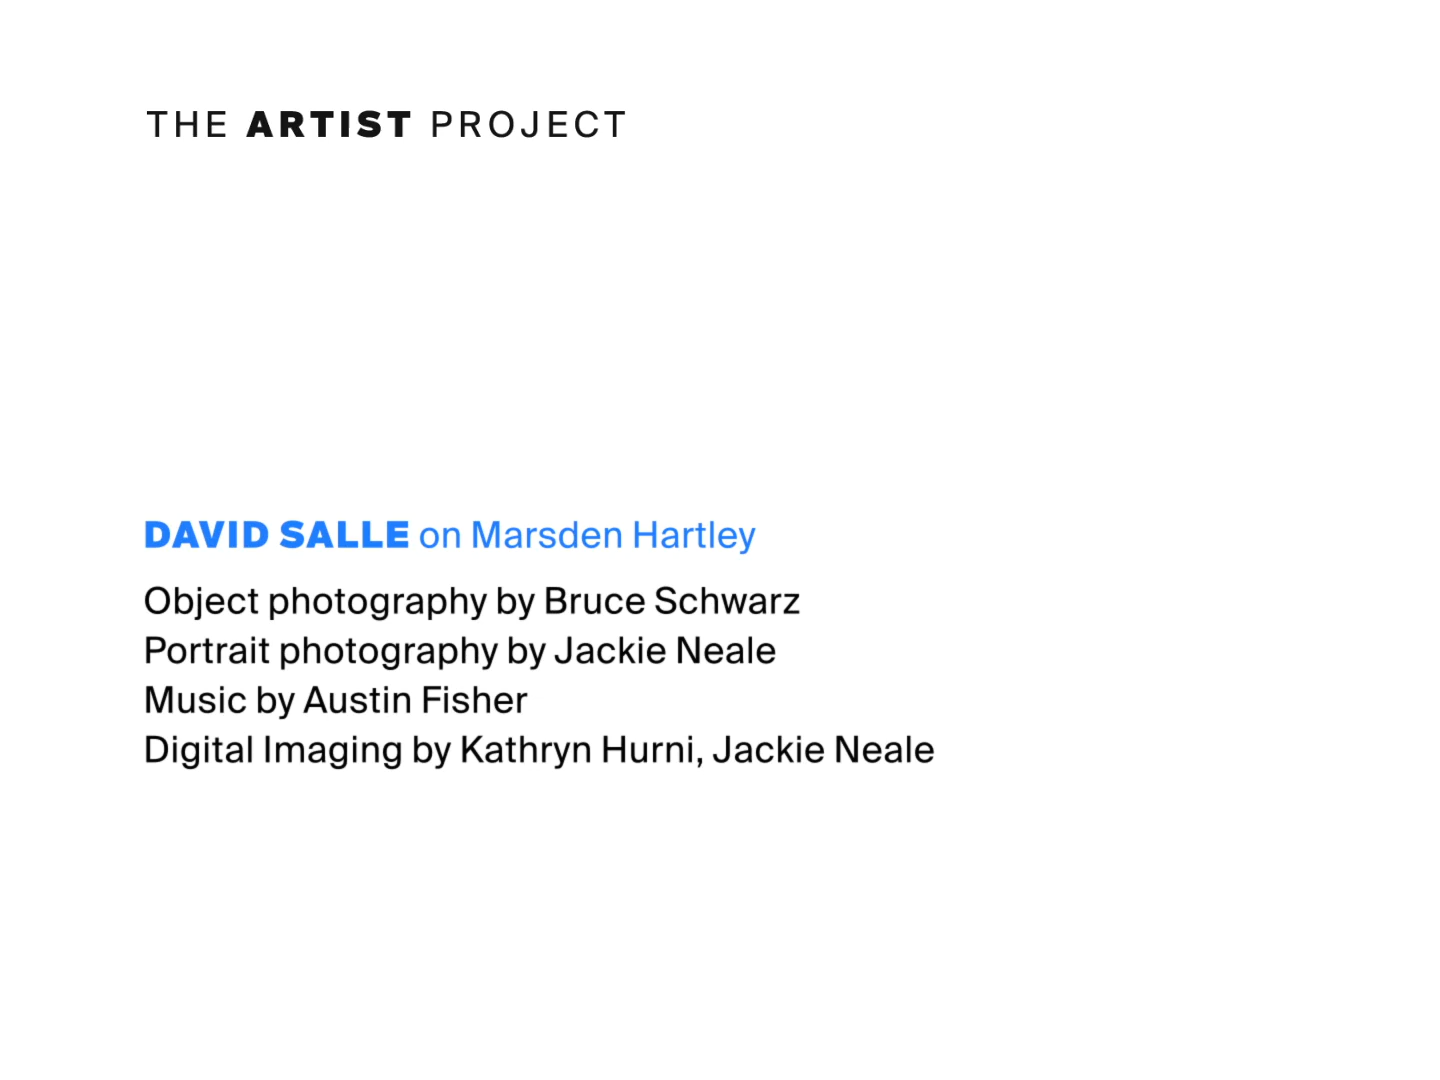 THE ARTIST PROJECT
DAVID SALLE on Marsden Hartley
Object photography by Bruce Schwarz
Portrait photography by Jackie Neale
Music by Austin Fisher
Digital Imaging by Kathryn Hurni, Jackie Neale